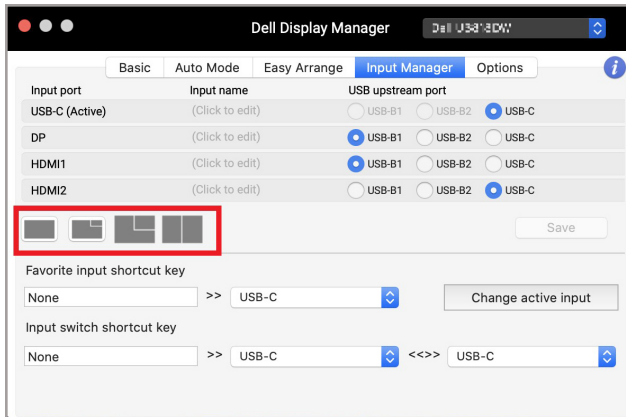 Dell Display Manager
Basic Auto Mode Easy Arrange Input Manager Options i
Input port Input name USB upstream port
USB-C (Active) (Click to edit) USB-B1 USB-B2 USB-C
DP (Click to edit) USB-B1 USB-B2 USB-C
HDMI1 (Click to edit) USB-B1 USB-B2 USB-C
HDMI2 (Click to edit) USB-B1 USB-B2 USB-C
Save
Favorite input shortcut key
None >> USB-C Change active input
Input switch shortcut key
None >> USB-C <<>> USB-C